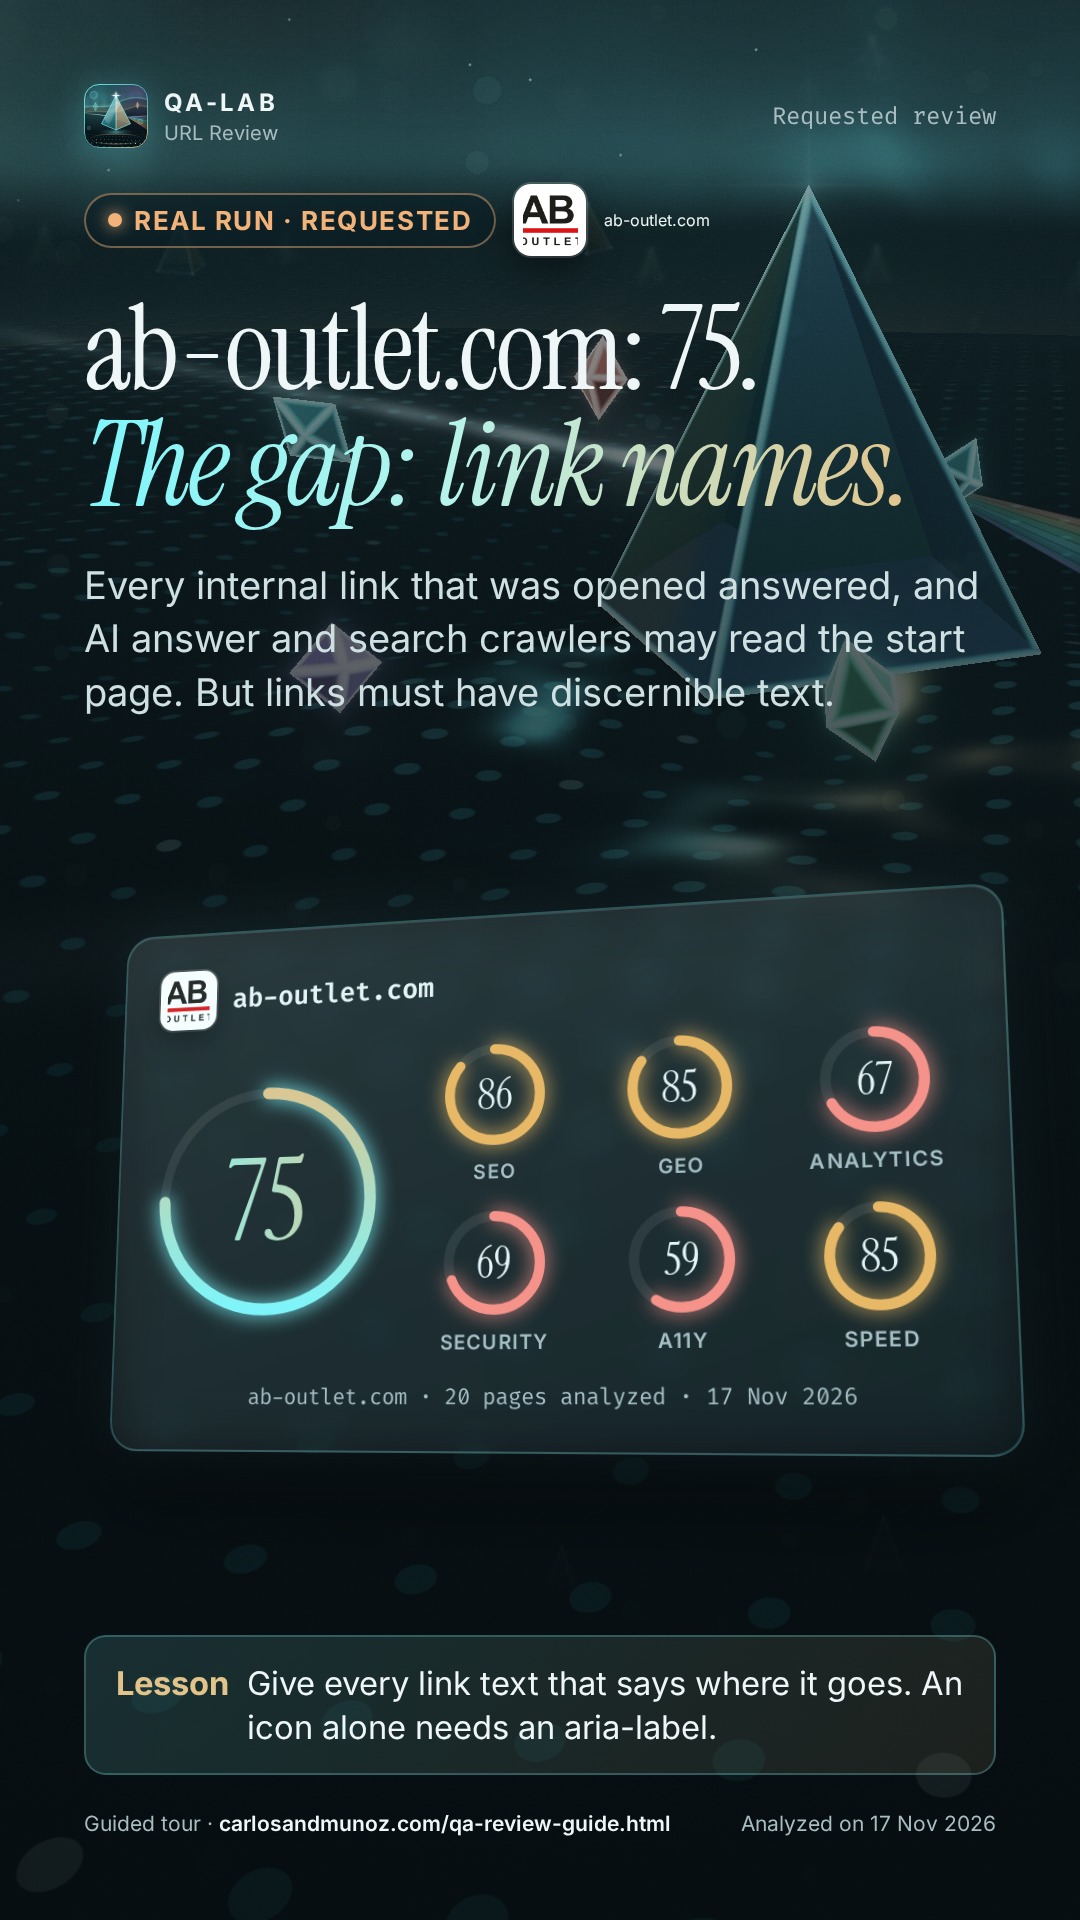 QA-LAB
URL Review
Requested review
REAL RUN · REQUESTED
AB
OUTLET
ab-outlet.com
ab-outlet.com: 75.
The gap: link names.
Every internal link that was opened answered, and
AI answer and search crawlers may read the start
page. But links must have discernible text.
AB
OUTLET
ab-outlet.com
75
86
SEO
85
GEO
67
ANALYTICS
69
SECURITY
59
A11Y
85
SPEED
ab-outlet.com · 20 pages analyzed · 17 Nov 2026
Lesson Give every link text that says where it goes. An
icon alone needs an aria-label.
Guided tour · carlosandmunoz.com/qa-review-guide.html
Analyzed on 17 Nov 2026